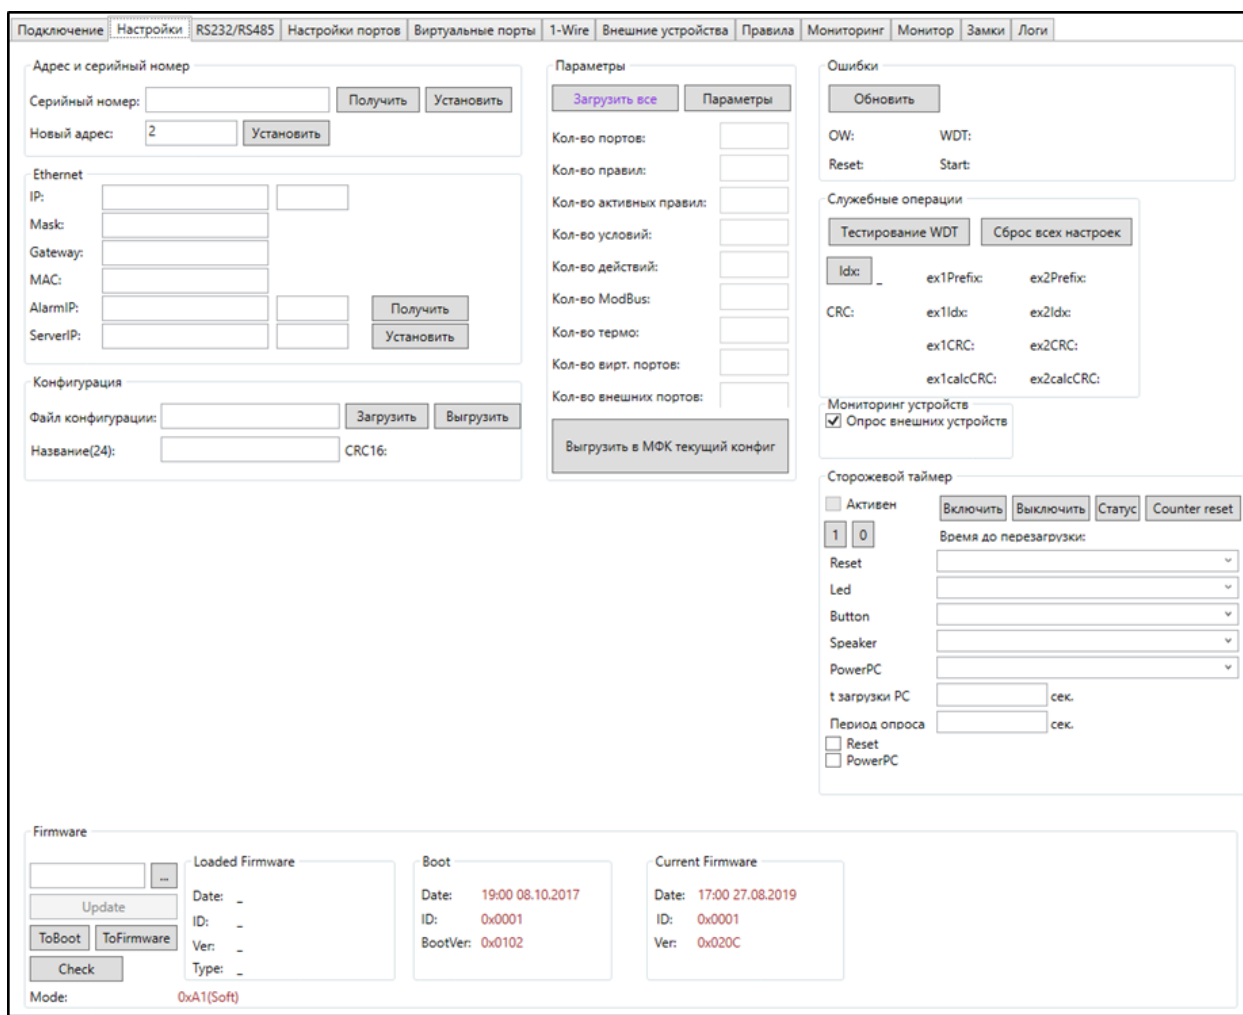 Подключение Настройки RS232/RS485 Настройки портов Виртуальные порты 1-Wire Внешние устройства Правила Мониторинг Монитор Замки Логи
Адрес и серийный номер
Серийный номер: Получить Установить
Новый адрес: 2 Установить
Ethernet
IP:
Mask:
Gateway:
MAC:
AlarmIP: Получить
ServerIP: Установить
Конфигурация
Файл конфигурации: Загрузить Выгрузить
Название(24): CRC16:
Параметры
Загрузить все Параметры
Кол-во портов:
Кол-во правил:
Кол-во активных правил:
Кол-во условий:
Кол-во действий:
Кол-во ModBus:
Кол-во термо:
Кол-во вирт. портов:
Кол-во внешних портов:
Выгрузить в МФК текущий конфиг
Ошибки
Обновить
OW: WDT:
Reset: Start:
Служебные операции
Тестирование WDT Сброс всех настроек
Idx: _ ex1Prefix: ex2Prefix:
CRC: ex1Idx: ex2Idx:
ex1CRC: ex2CRC:
ex1calcCRC: ex2calcCRC:
Мониторинг устройств
Опрос внешних устройств
Сторожевой таймер
Активен Включить Выключить Статус Counter reset
1 0 Время до перезагрузки:
Reset
Led
Button
Speaker
PowerPC
t загрузки PC сек.
Период опроса сек.
Reset
PowerPC
Firmware
...
Update
ToBoot ToFirmware
Check
Mode: 0xA1(Soft)
Loaded Firmware
Date: _
ID: _
Ver: _
Type: _
Boot
Date: 19:00 08.10.2017
ID: 0x0001
BootVer: 0x0102
Current Firmware
Date: 17:00 27.08.2019
ID: 0x0001
Ver: 0x020C